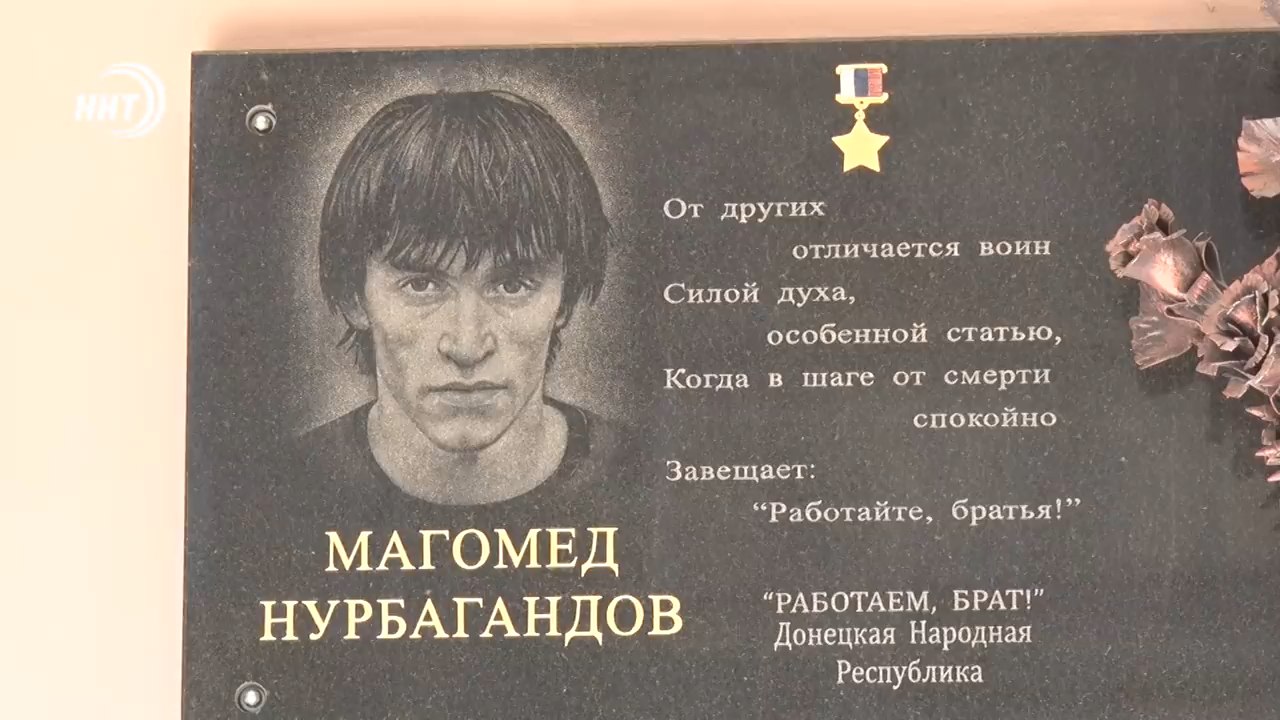 ННТ
От других
отличается воин
Силой духа,
особенной статью,
Когда в шаге от смерти
спокойно
Завещает:
“Работайте, братья!”
МАГОМЕД
НУРБАГАНДОВ
“РАБОТАЕМ, БРАТ!”
Донецкая Народная
Республика